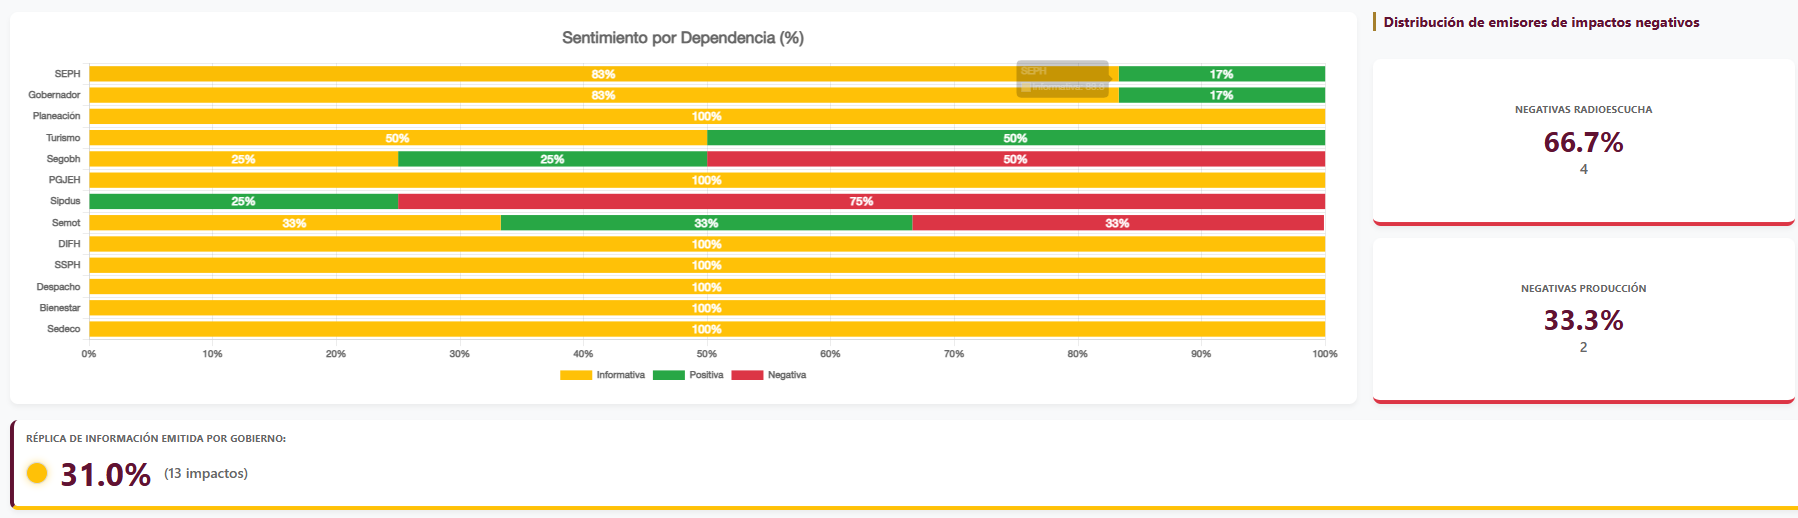 Sentimiento por Dependencia (%)
SEPH 83% 17%
SEPH
Gobernador 83% 17%
Planeación 100%
Turismo 50% 50%
Segobh 25% 25% 50%
PGJEH 100%
Sipdus 25% 75%
Semot 33% 33% 33%
DIFH 100%
SSPH 100%
Despacho 100%
Bienestar 100%
Sedeco 100%
0% 10% 20% 30% 40% 50% 60% 70% 80% 90% 100%
Informativa Positiva Negativa
Distribución de emisores de impactos negativos
NEGATIVAS RADIOESCUCHA
66.7%
4
NEGATIVAS PRODUCCIÓN
33.3%
2
RÉPLICA DE INFORMACIÓN EMITIDA POR GOBIERNO:
31.0% (13 impactos)